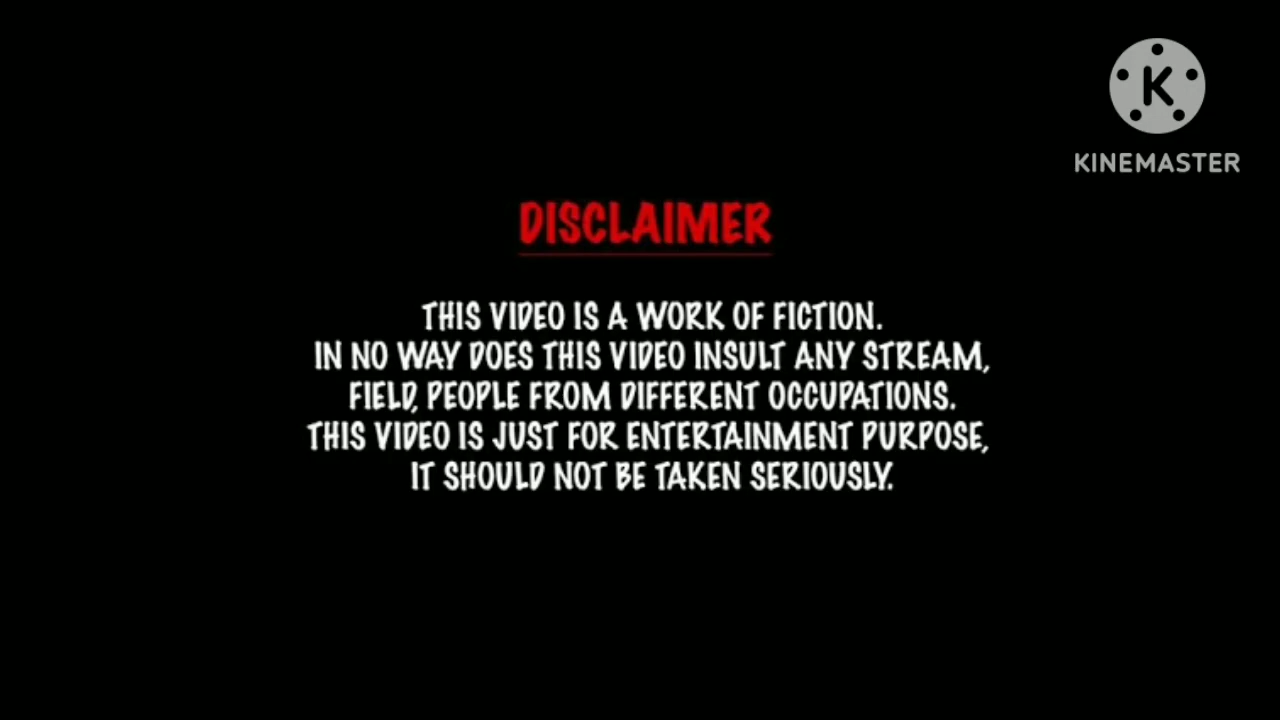 K
KINEMASTER
DISCLAIMER
THIS VIDEO IS A WORK OF FICTION.
IN NO WAY DOES THIS VIDEO INSULT ANY STREAM,
FIELD, PEOPLE FROM DIFFERENT OCCUPATIONS.
THIS VIDEO IS JUST FOR ENTERTAINMENT PURPOSE,
IT SHOULD NOT BE TAKEN SERIOUSLY.